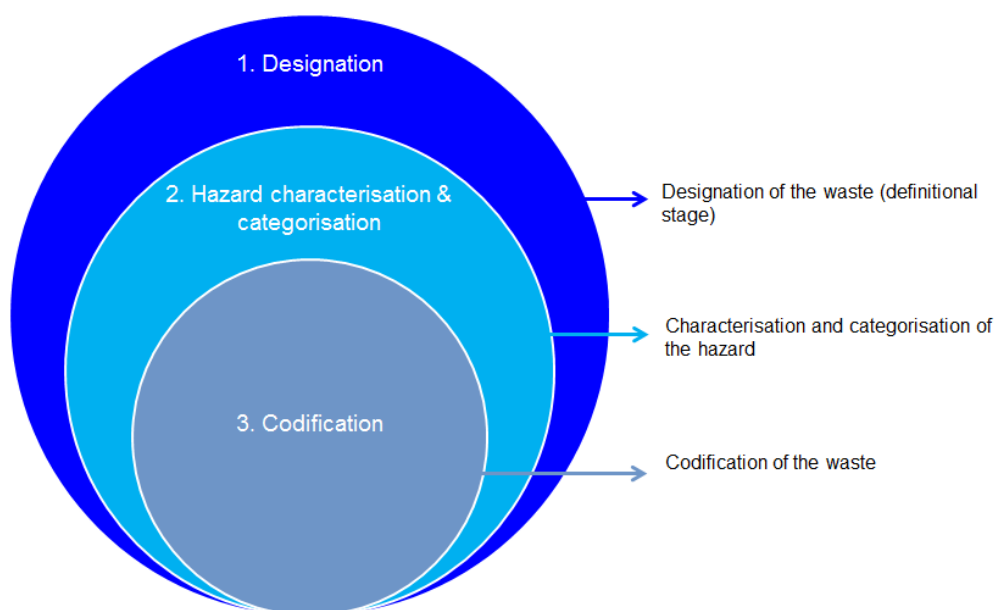 1. Designation
2. Hazard characterisation &
categorisation
3. Codification
Designation of the waste (definitional
stage)
Characterisation and categorisation of
the hazard
Codification of the waste